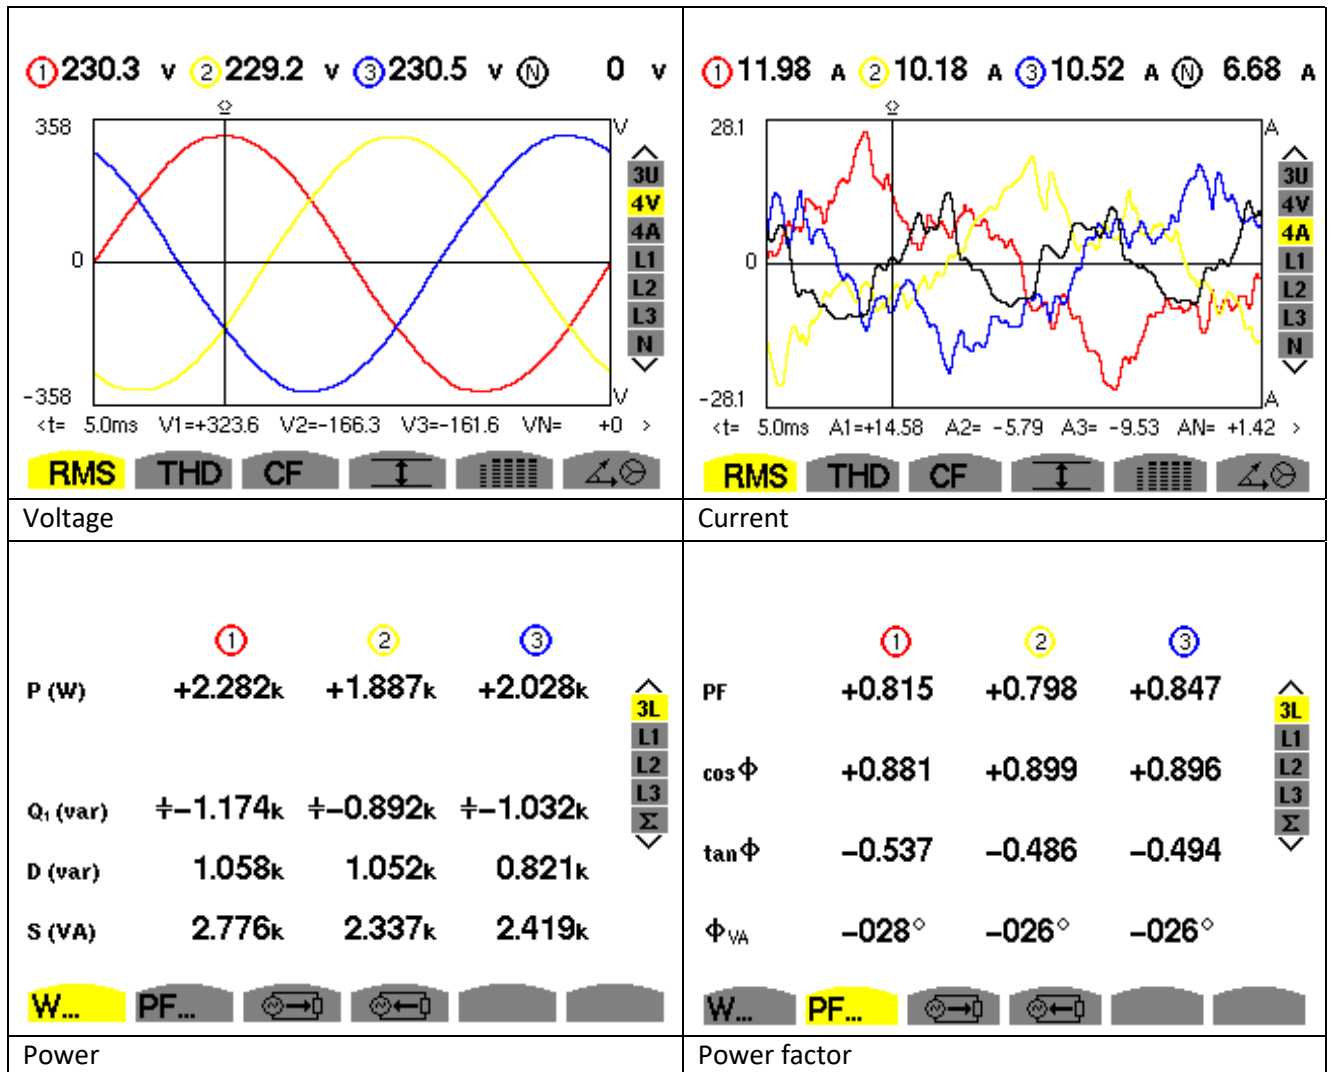 1 230.3 V 2 229.2 V 3 230.5 V N 0 V
358 V
3U
4V
4A
0 L1
L2
L3
N
-358 V
<t= 5.0ms V1=+323.6 V2=-166.3 V3=-161.6 VN= +0 >
RMS THD CF
Voltage
1 11.98 A 2 10.18 A 3 10.52 A N 6.68 A
28.1 A
3U
4V
4A
0 L1
L2
L3
N
-28.1 A
<t= 5.0ms A1=+14.58 A2= -5.79 A3= -9.53 AN= +1.42 >
RMS THD CF
Current
1 2 3
P (W) +2.282k +1.887k +2.028k
3L
L1
L2
L3
Σ
Q₁ (var) ≑-1.174k ≑-0.892k ≑-1.032k
D (var) 1.058k 1.052k 0.821k
S (VA) 2.776k 2.337k 2.419k
W... PF...
Power
1 2 3
PF +0.815 +0.798 +0.847
3L
L1
L2
L3
Σ
cos Φ +0.881 +0.899 +0.896
tan Φ -0.537 -0.486 -0.494
Φ VA -028° -026° -026°
W... PF...
Power factor